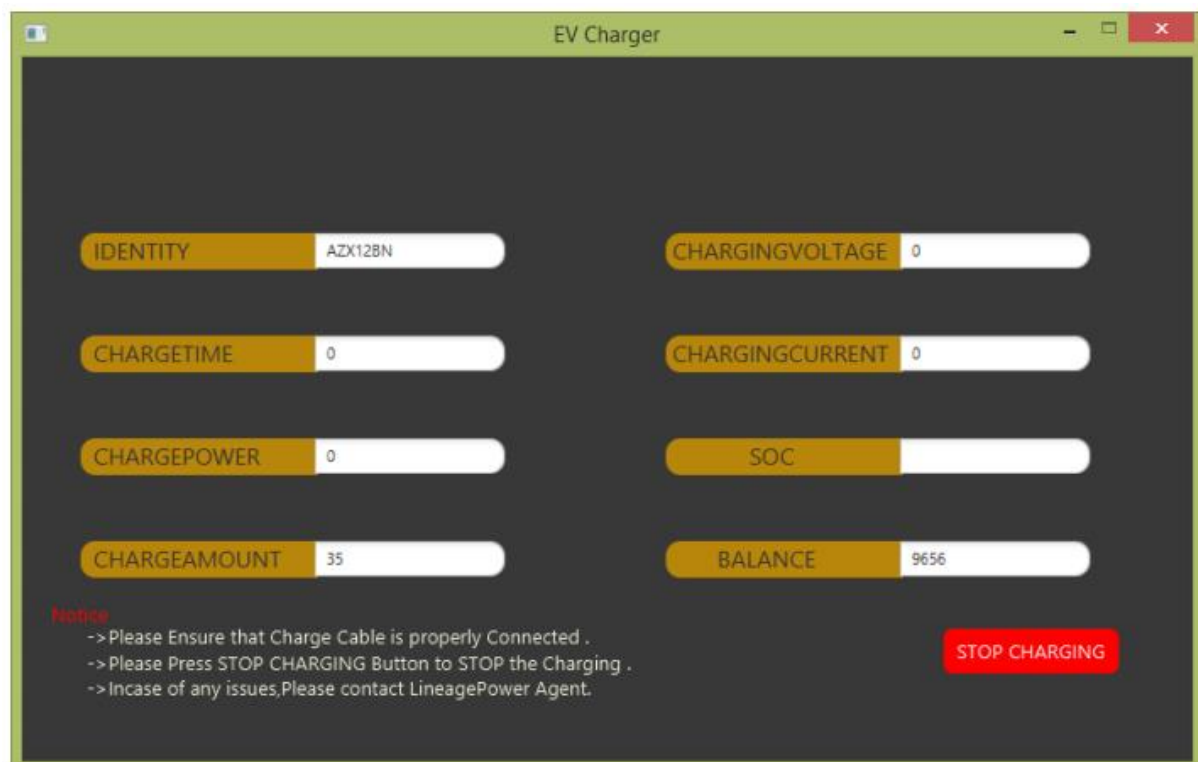 EV Charger
IDENTITY AZX12BN CHARGINGVOLTAGE 0
CHARGETIME 0 CHARGINGCURRENT 0
CHARGEPOWER 0 SOC
CHARGEAMOUNT 35 BALANCE 9656
Notice
->Please Ensure that Charge Cable is properly Connected .
->Please Press STOP CHARGING Button to STOP the Charging .
->Incase of any issues,Please contact LineagePower Agent.
STOP CHARGING